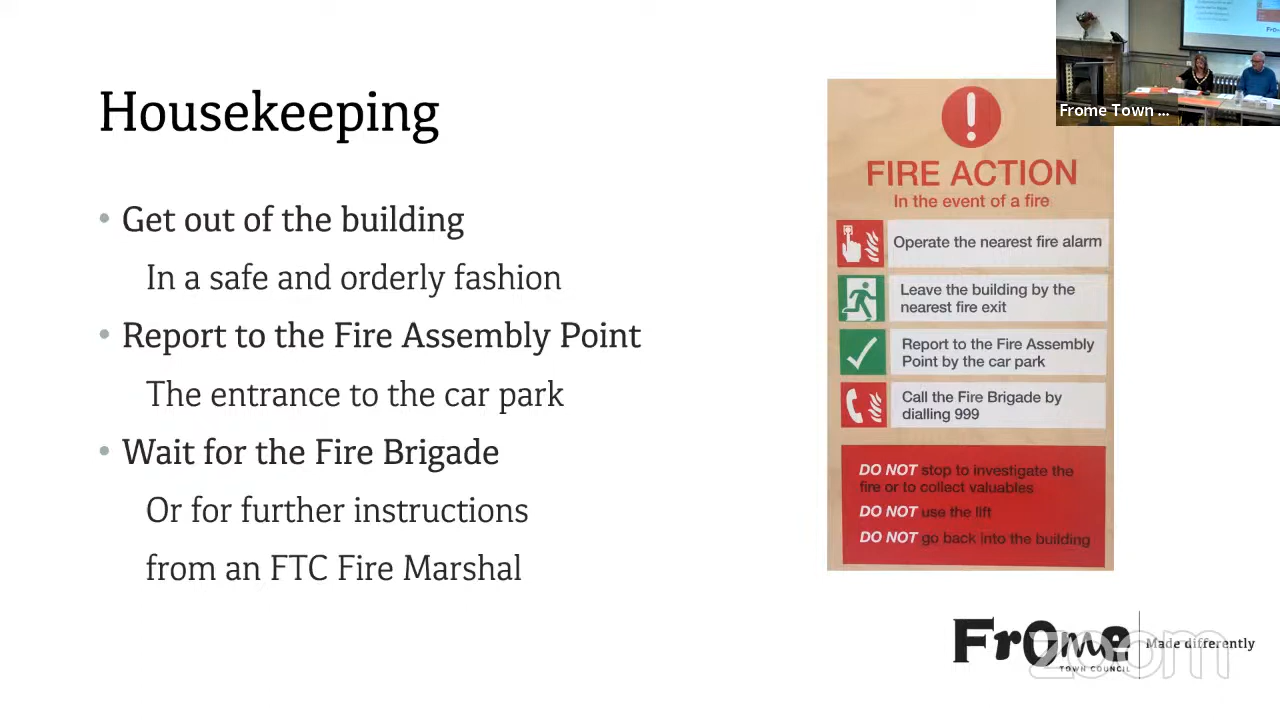 Housekeeping
• Get out of the building
In a safe and orderly fashion
• Report to the Fire Assembly Point
The entrance to the car park
• Wait for the Fire Brigade
Or for further instructions
from an FTC Fire Marshal
FIRE ACTION
In the event of a fire
Operate the nearest fire alarm
Leave the building by the
nearest fire exit
Report to the Fire Assembly
Point by the car park
Call the Fire Brigade by
dialling 999
DO NOT stop to investigate the
fire or to collect valuables
DO NOT use the lift
DO NOT go back into the building
Frome Town ...
Frome
TOWN COUNCIL
Made differently
zoom